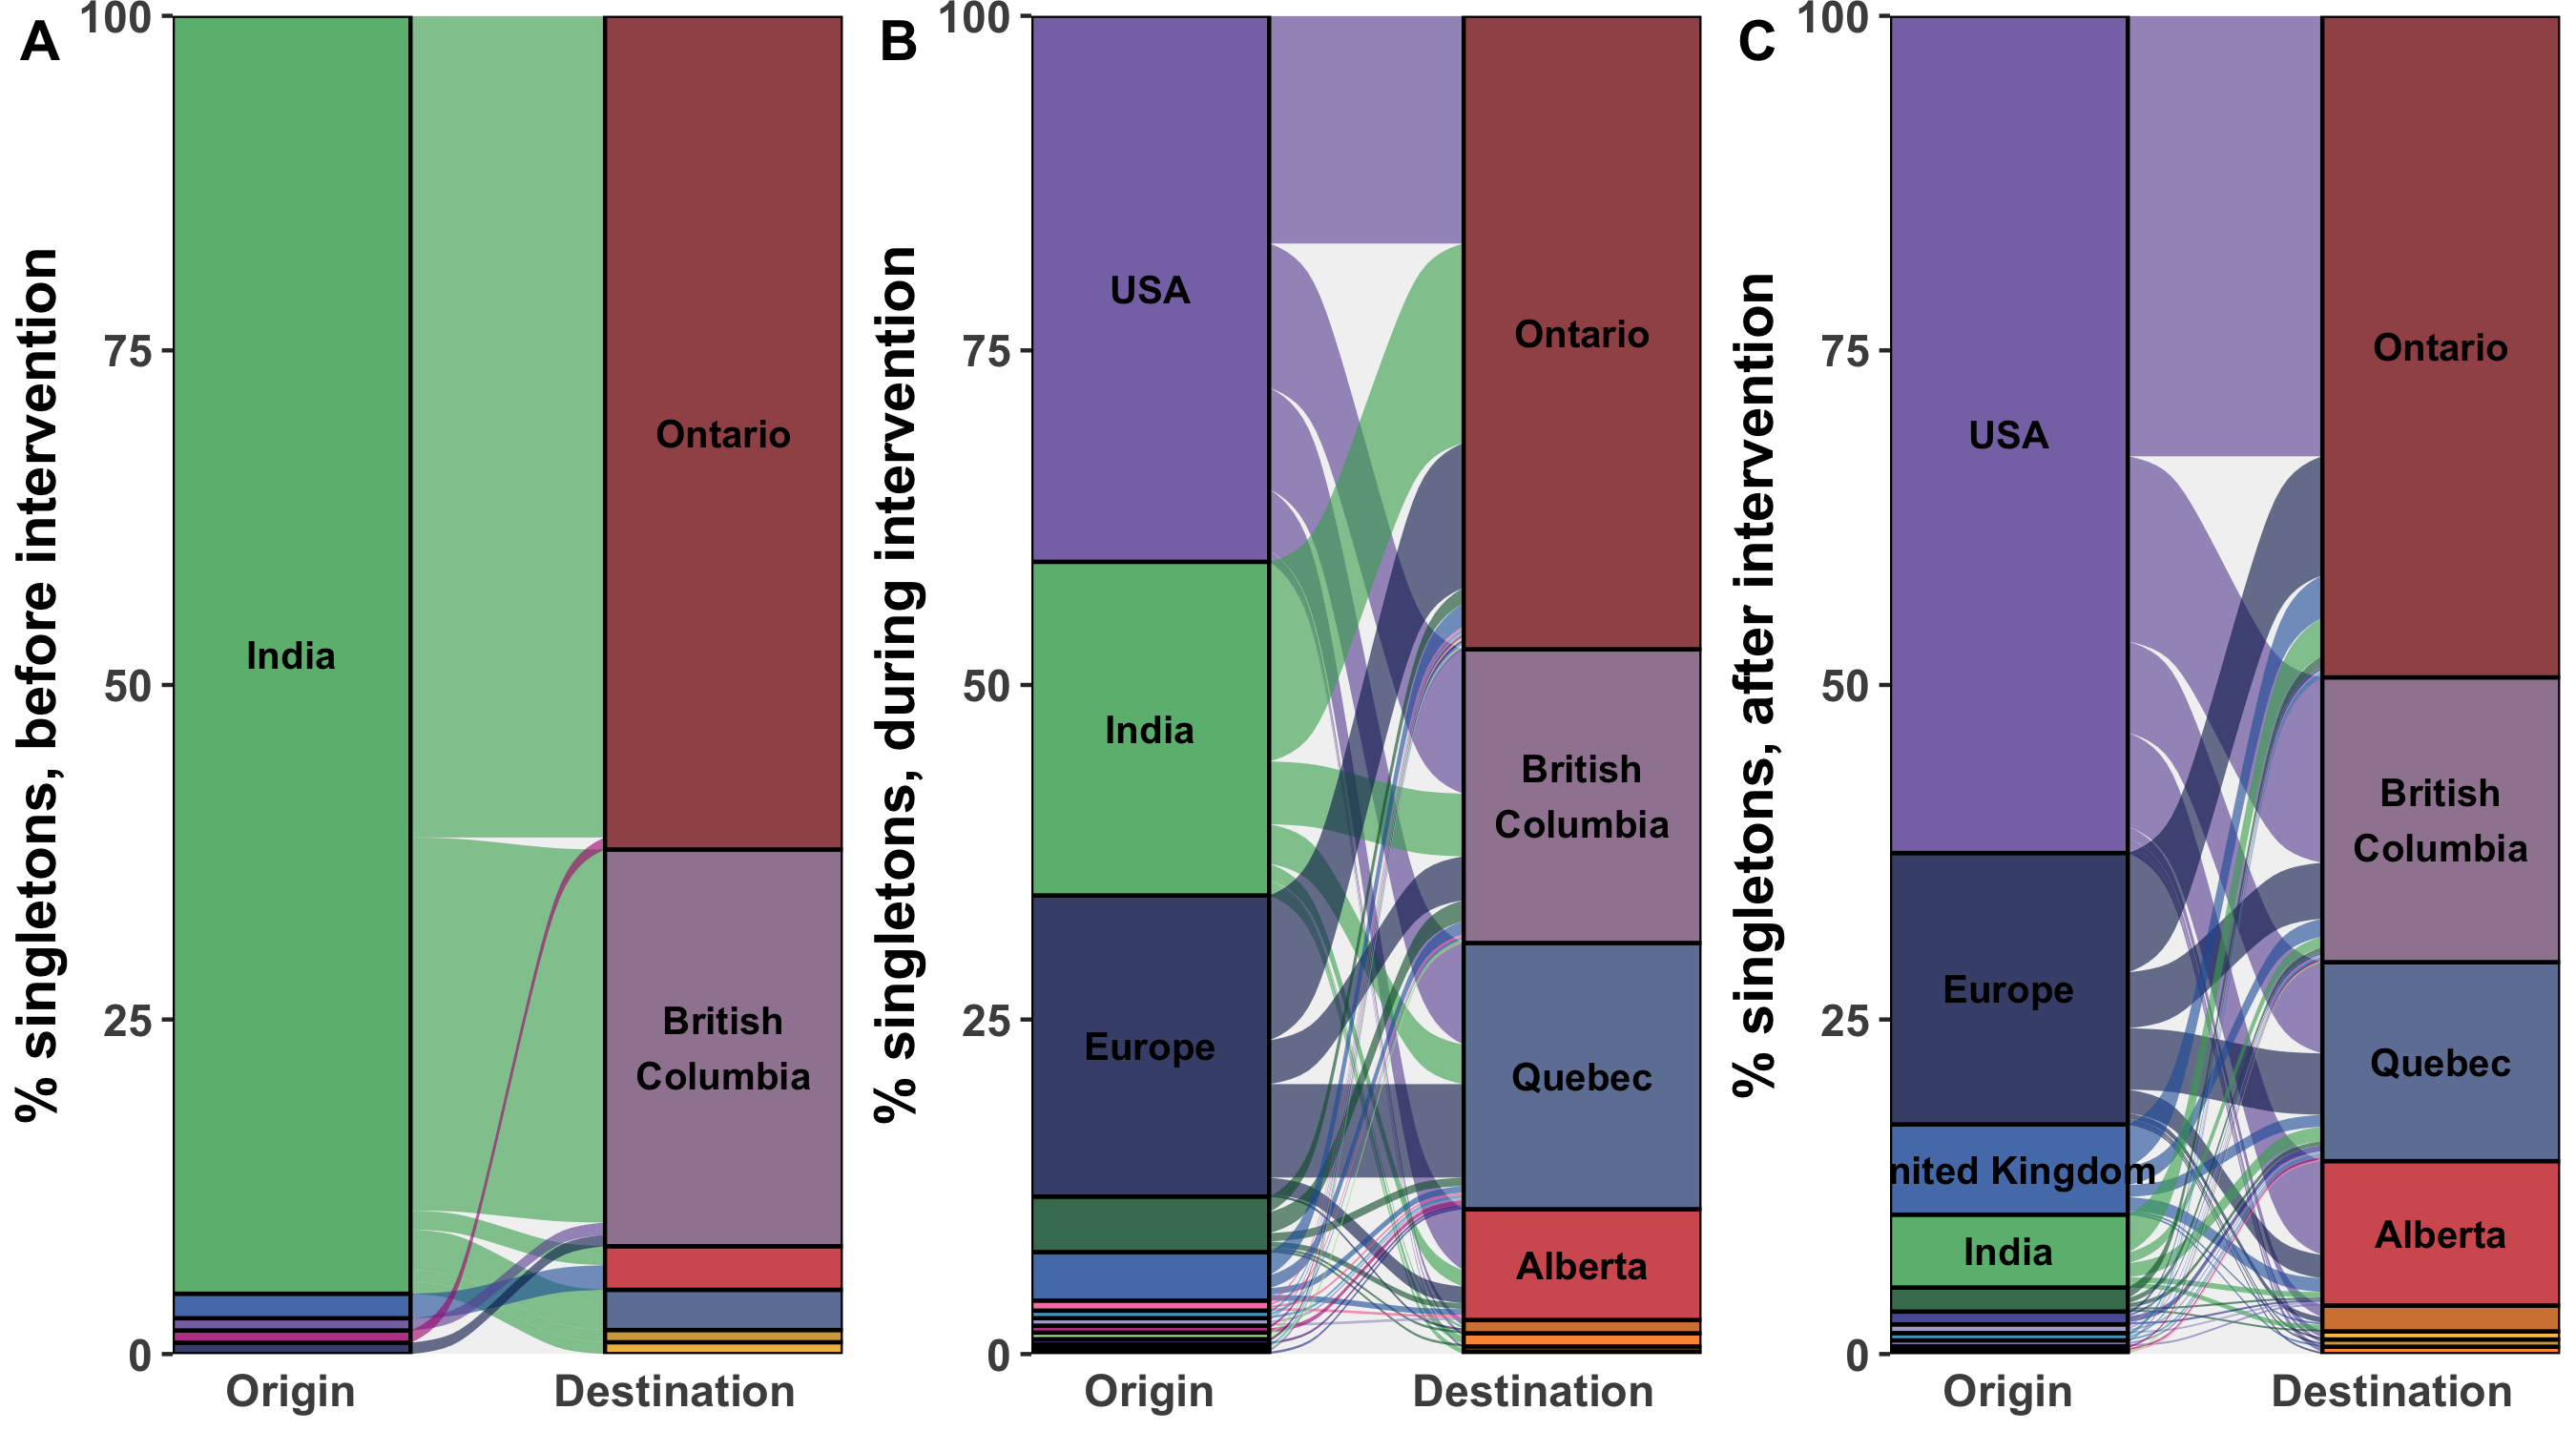 A
% singletons, before intervention
100
75
50
25
0
India
Ontario
British
Columbia
Origin
Destination
B
% singletons, during intervention
100
75
50
25
0
USA
India
Europe
Ontario
British
Columbia
Quebec
Alberta
Origin
Destination
C
% singletons, after intervention
100
75
50
25
0
USA
Europe
nited Kingdom
India
Ontario
British
Columbia
Quebec
Alberta
Origin
Destination